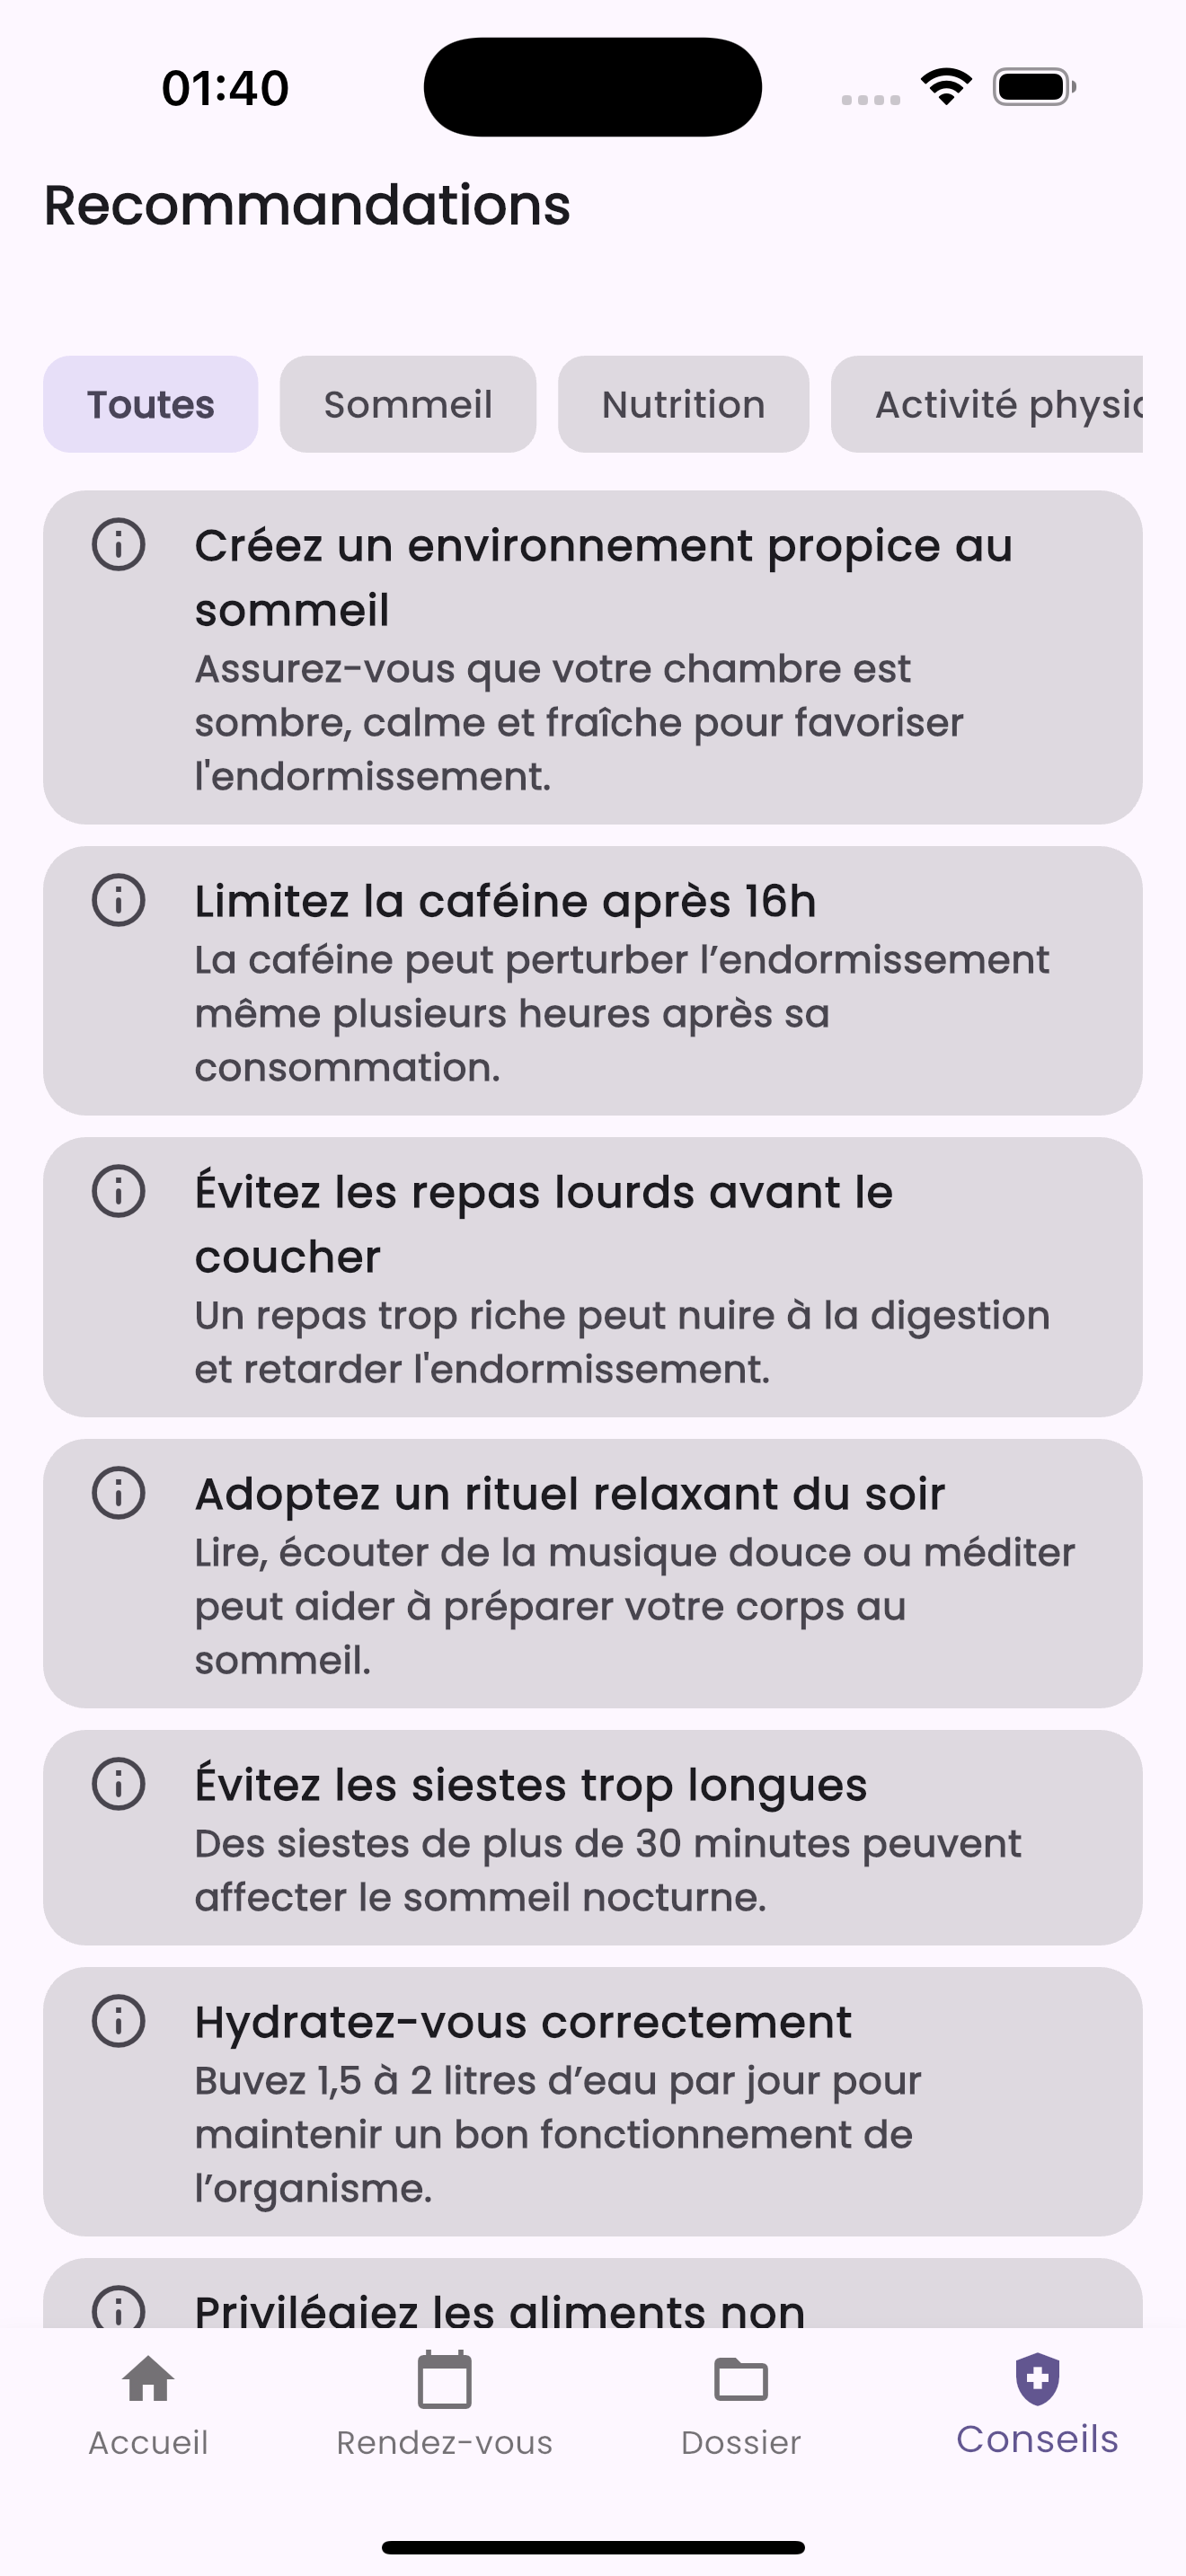 01:40
Recommandations
Toutes
Sommeil
Nutrition
Activité
Créez un environnement propice au
sommeil
Assurez-vous que votre chambre est
sombre, calme et fraîche pour favoriser
l'endormissement.
Limitez la caféine après 16h
La caféine peut perturber l’endormissement
même plusieurs heures après sa
consommation.
Évitez les repas lourds avant le
coucher
Un repas trop riche peut nuire à la digestion
et retarder l'endormissement.
Adoptez un rituel relaxant du soir
Lire, écouter de la musique douce ou méditer
peut aider à préparer votre corps au
sommeil.
Évitez les siestes trop longues
Des siestes de plus de 30 minutes peuvent
affecter le sommeil nocturne.
Hydratez-vous correctement
Buvez 1,5 à 2 litres d’eau par jour pour
maintenir un bon fonctionnement de
l’organisme.
Privilégiez les aliments non
Accueil
Rendez-vous
Dossier
Conseils